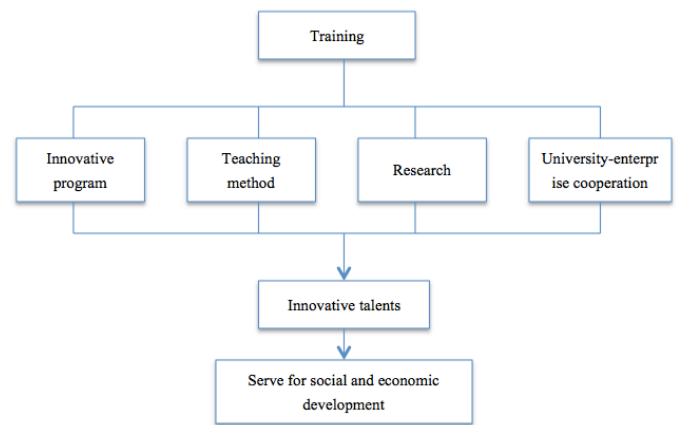 Training
Innovative
program
Teaching
method
Research
University-enterpr
ise cooperation
Innovative talents
Serve for social and economic
development